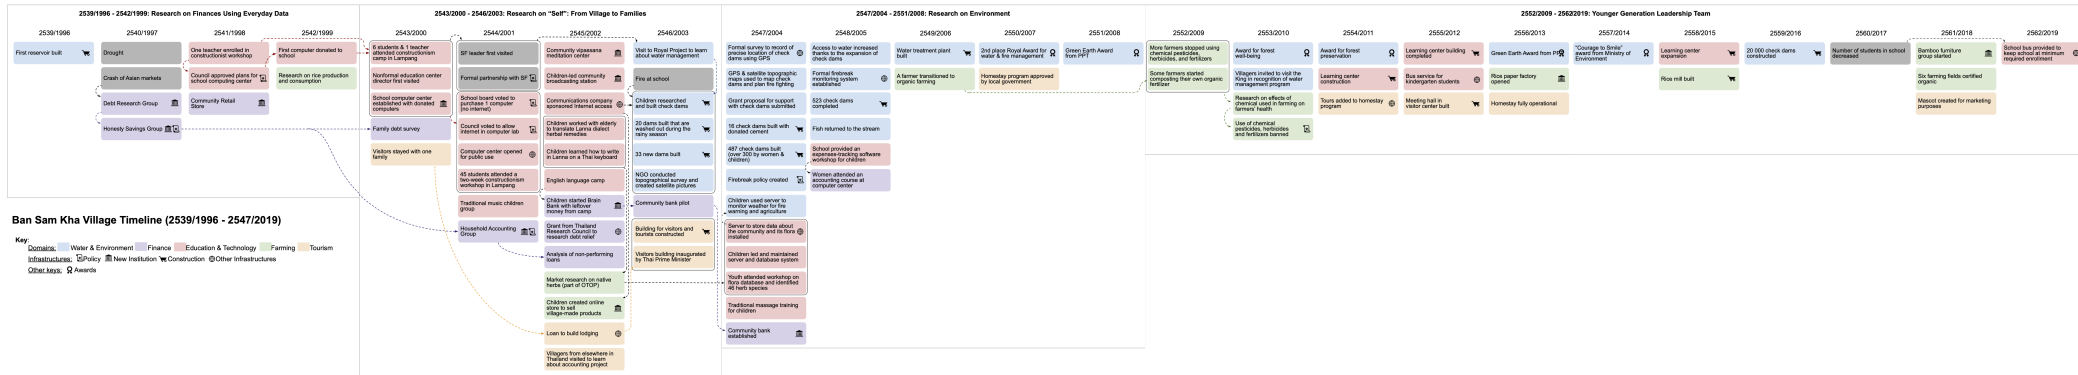 2539/1996 - 2542/1999: Research on Finances Using Everyday Data
2539/1996
First reservoir built
2540/1997
Drought
Crash of Asian markets
Debt Research Group
Honesty Savings Group
2541/1998
One teacher enrolled in
constructionist workshop
Council approved plans for
school computing center
Community Retail
Store
2542/1999
First computer donated to
school
Research on rice production
and consumption
2543/2000 - 2546/2003: Research on “Self”: From Village to Families
2543/2000
6 students & 1 teacher
attended constructionism
camp in Lampang
Nonformal education center
director first visited
School computer center
established with donated
computers
Family debt survey
Visitors stayed with one
family
2544/2001
SF leader first visited
Formal partnership with SF
School board voted to
purchase 1 computer
(no internet)
Council voted to allow
internet in computer lab
Computer center opened
for public use
45 students attended a
two-week constructionism
workshop in Lampang
Traditional music children
group
Household Accounting
Group
2545/2002
Community vipassana
meditation center
Children-led community
broadcasting station
Communications company
sponsored Internet access
Children worked with elderly
to translate Lanna dialect
herbal remedies
Children learned how to write
in Lanna on a Thai keyboard
English language camp
Children started Brain
Bank with leftover
money from camp
Grant from Thailand
Research Council to
research debt relief
Analysis of non-performing
loans
Market research on native
herbs (part of OTOP)
Children created online
store to sell
village-made products
Loan to build lodging
Villagers from elsewhere in
Thailand visited to learn
about accounting project
2546/2003
Visit to Royal Project to learn
about water management
Fire at school
Children researched
and built check dams
20 dams built that are
washed out during the
rainy season
33 new dams built
NGO conducted
topographical survey and
created satellite pictures
Community bank pilot
Building for visitors and
tourists constructed
Visitors building inaugurated
by Thai Prime Minister
2547/2004 - 2551/2008: Research on Environment
2547/2004
Formal survey to record of
precise location of check
dams using GPS
GPS & satellite topographic
maps used to map check
dams and plan fire fighting
Grant proposal for support
with check dams submitted
16 check dams built with
donated cement
487 check dams built
(over 300 by women &
children)
Firebreak policy created
Children used server to
monitor weather for fire
warning and agriculture
Server to store data about
the community and its flora
installed
Children led and maintained
server and database system
Youth attended workshop on
flora database and identified
46 herb species
Traditional massage training
for children
Community bank
established
2548/2005
Access to water increased
thanks to the expansion of
check dams
Formal firebreak
monitoring system
established
523 check dams
completed
Fish returned to the stream
School provided an
expenses-tracking software
workshop for children
Women attended an
accounting course at
computer center
2549/2006
Water treatment plant
built
A farmer transitioned to
organic farming
2550/2007
2nd place Royal Award for
water & fire management
Homestay program approved
by local government
2551/2008
Green Earth Award
from PPT
2552/2009 - 2562/2019: Younger Generation Leadership Team
2552/2009
More farmers stopped using
chemical pesticides,
herbicides, and fertilizers
Some farmers started
composting their own organic
fertilizer
2553/2010
Award for forest
well-being
Villagers invited to visit the
King in recognition of water
management program
Research on effects of
chemical used in farming on
farmers' health
Use of chemical
pesticides, herbicides
and fertilizers banned
2554/2011
Award for forest
preservation
Learning center
construction
Tours added to homestay
program
2555/2012
Learning center building
completed
Bus service for
kindergarten students
Meeting hall in
visitor center built
2556/2013
Green Earth Award from PPT
Rios paper factory
opened
Homestay fully operational
2557/2014
"Courage to Smile"
award from Ministry of
Environment
2558/2015
Learning center
expansion
Rios mill built
2559/2016
20 000 check dams
constructed
2560/2017
Number of students in school
decreased
2561/2018
Bamboo furniture
group started
Six farming fields certified
organic
Mascot created for marketing
purposes
2562/2019
School bus provided to
keep school at minimum
required enrollment
Ban Sam Kha Village Timeline (2539/1996 - 2547/2019)
Key:
Domains: Water & Environment Finance Education & Technology Farming Tourism
Infrastructures: Policy New Institution Construction Other Infrastructures
Other keys: Awards